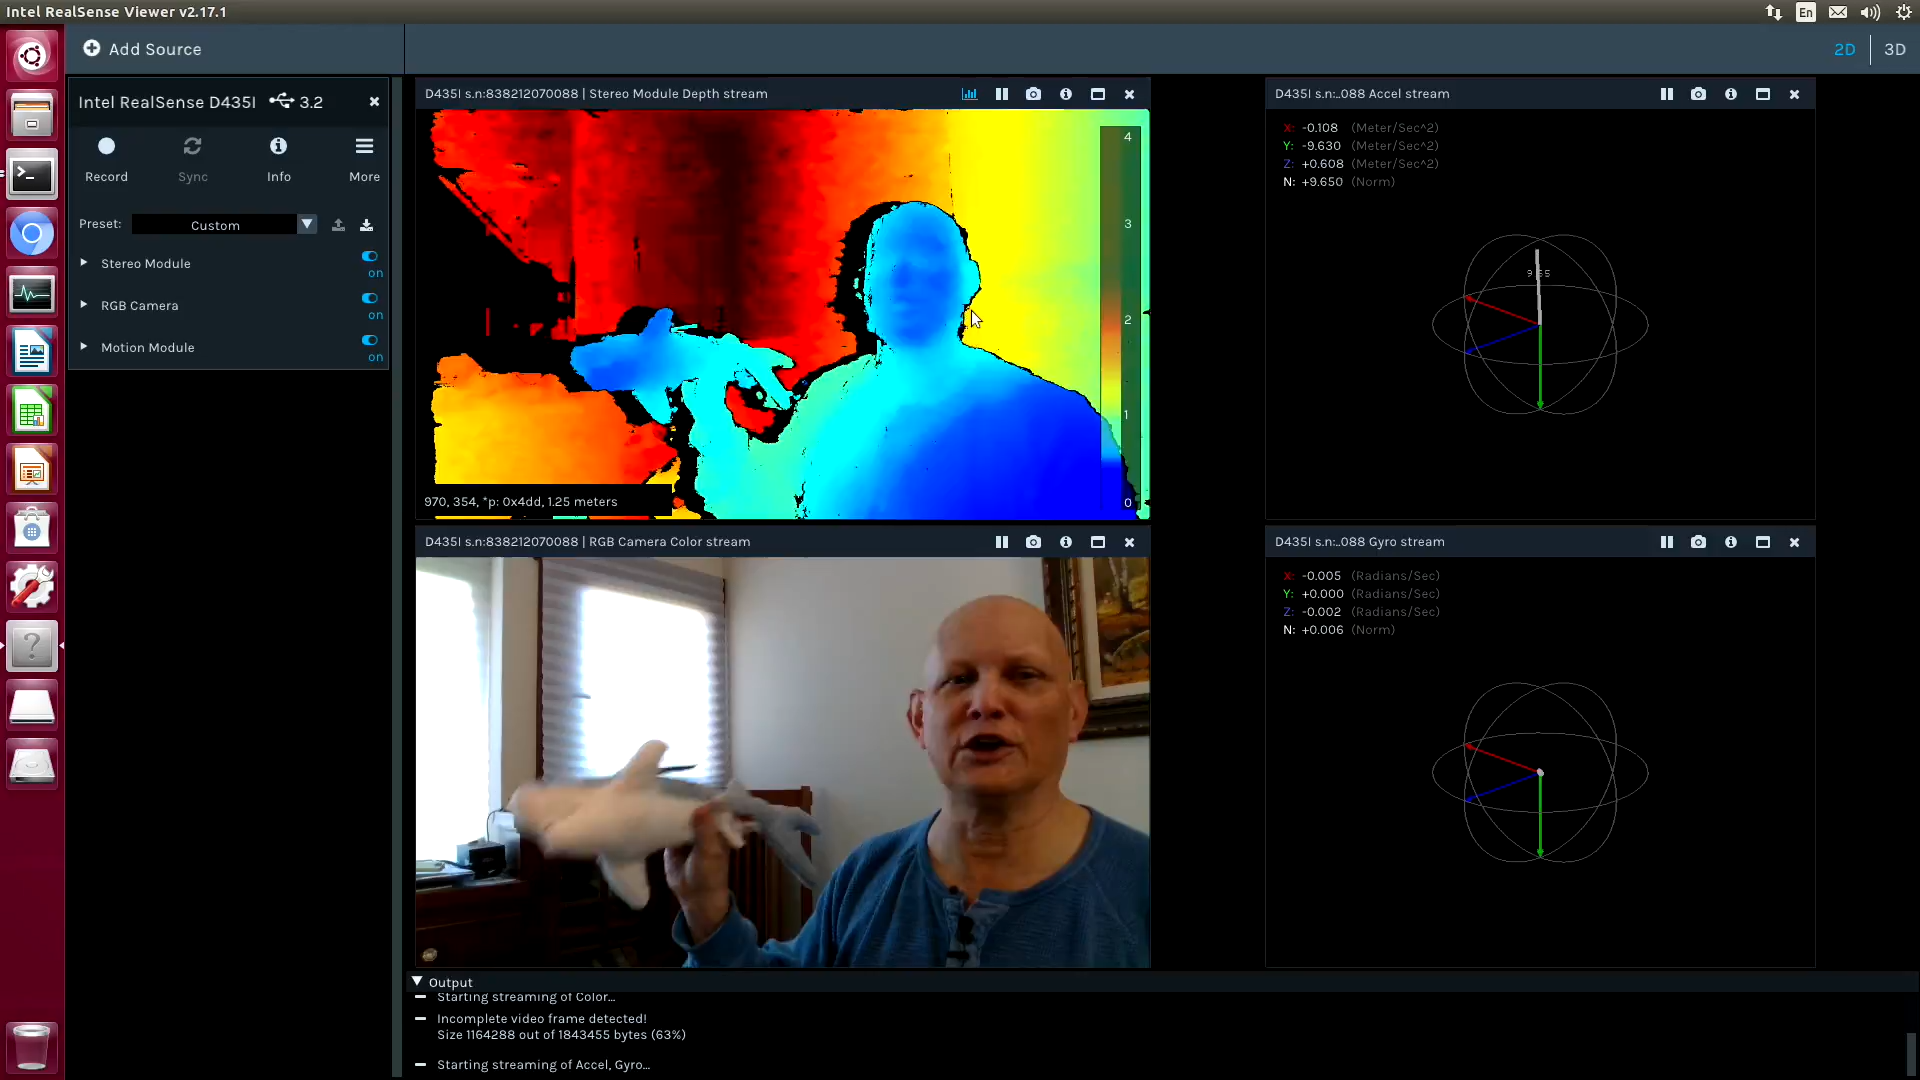 Intel RealSense Viewer v2.17.1
En
Add Source
2D | 3D
Intel RealSense D435I 3.2
Record Sync Info More
Preset: Custom
Stereo Module
on
RGB Camera
on
Motion Module
on
D435I s.n:838212070088 | Stereo Module Depth stream
4
3
2
1
0
970, 354, *p: 0x4dd, 1.25 meters
D435I s.n:..088 Accel stream
X: -0.108 (Meter/Sec^2)
Y: -9.630 (Meter/Sec^2)
Z: +0.608 (Meter/Sec^2)
N: +9.650 (Norm)
D435I s.n:838212070088 | RGB Camera Color stream
D435I s.n:..088 Gyro stream
X: -0.005 (Radians/Sec)
Y: +0.000 (Radians/Sec)
Z: -0.002 (Radians/Sec)
N: +0.006 (Norm)
Output
Starting streaming of Color...
Incomplete video frame detected!
Size 1164288 out of 1843455 bytes (63%)
Starting streaming of Accel, Gyro...